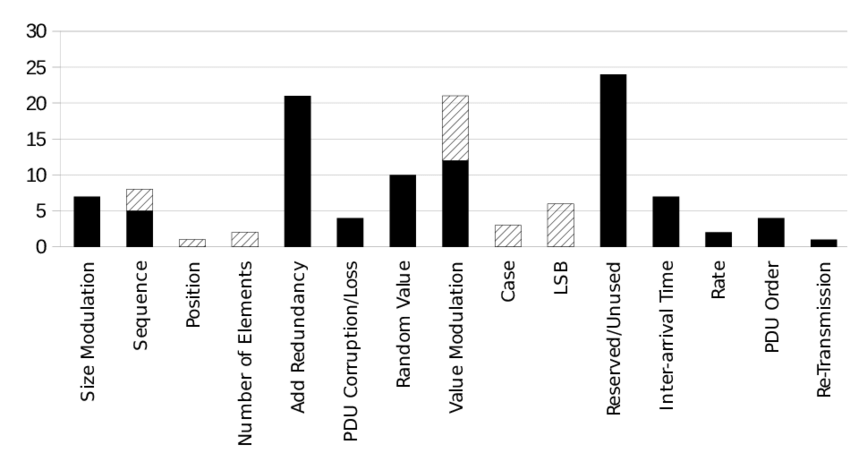 30
25
20
15
10
5
0
Size Modulation
Sequence
Position
Number of Elements
Add Redundancy
PDU Corruption/Loss
Random Value
Value Modulation
Case
LSB
Reserved/Unused
Inter-arrival Time
Rate
PDU Order
Re-Transmission